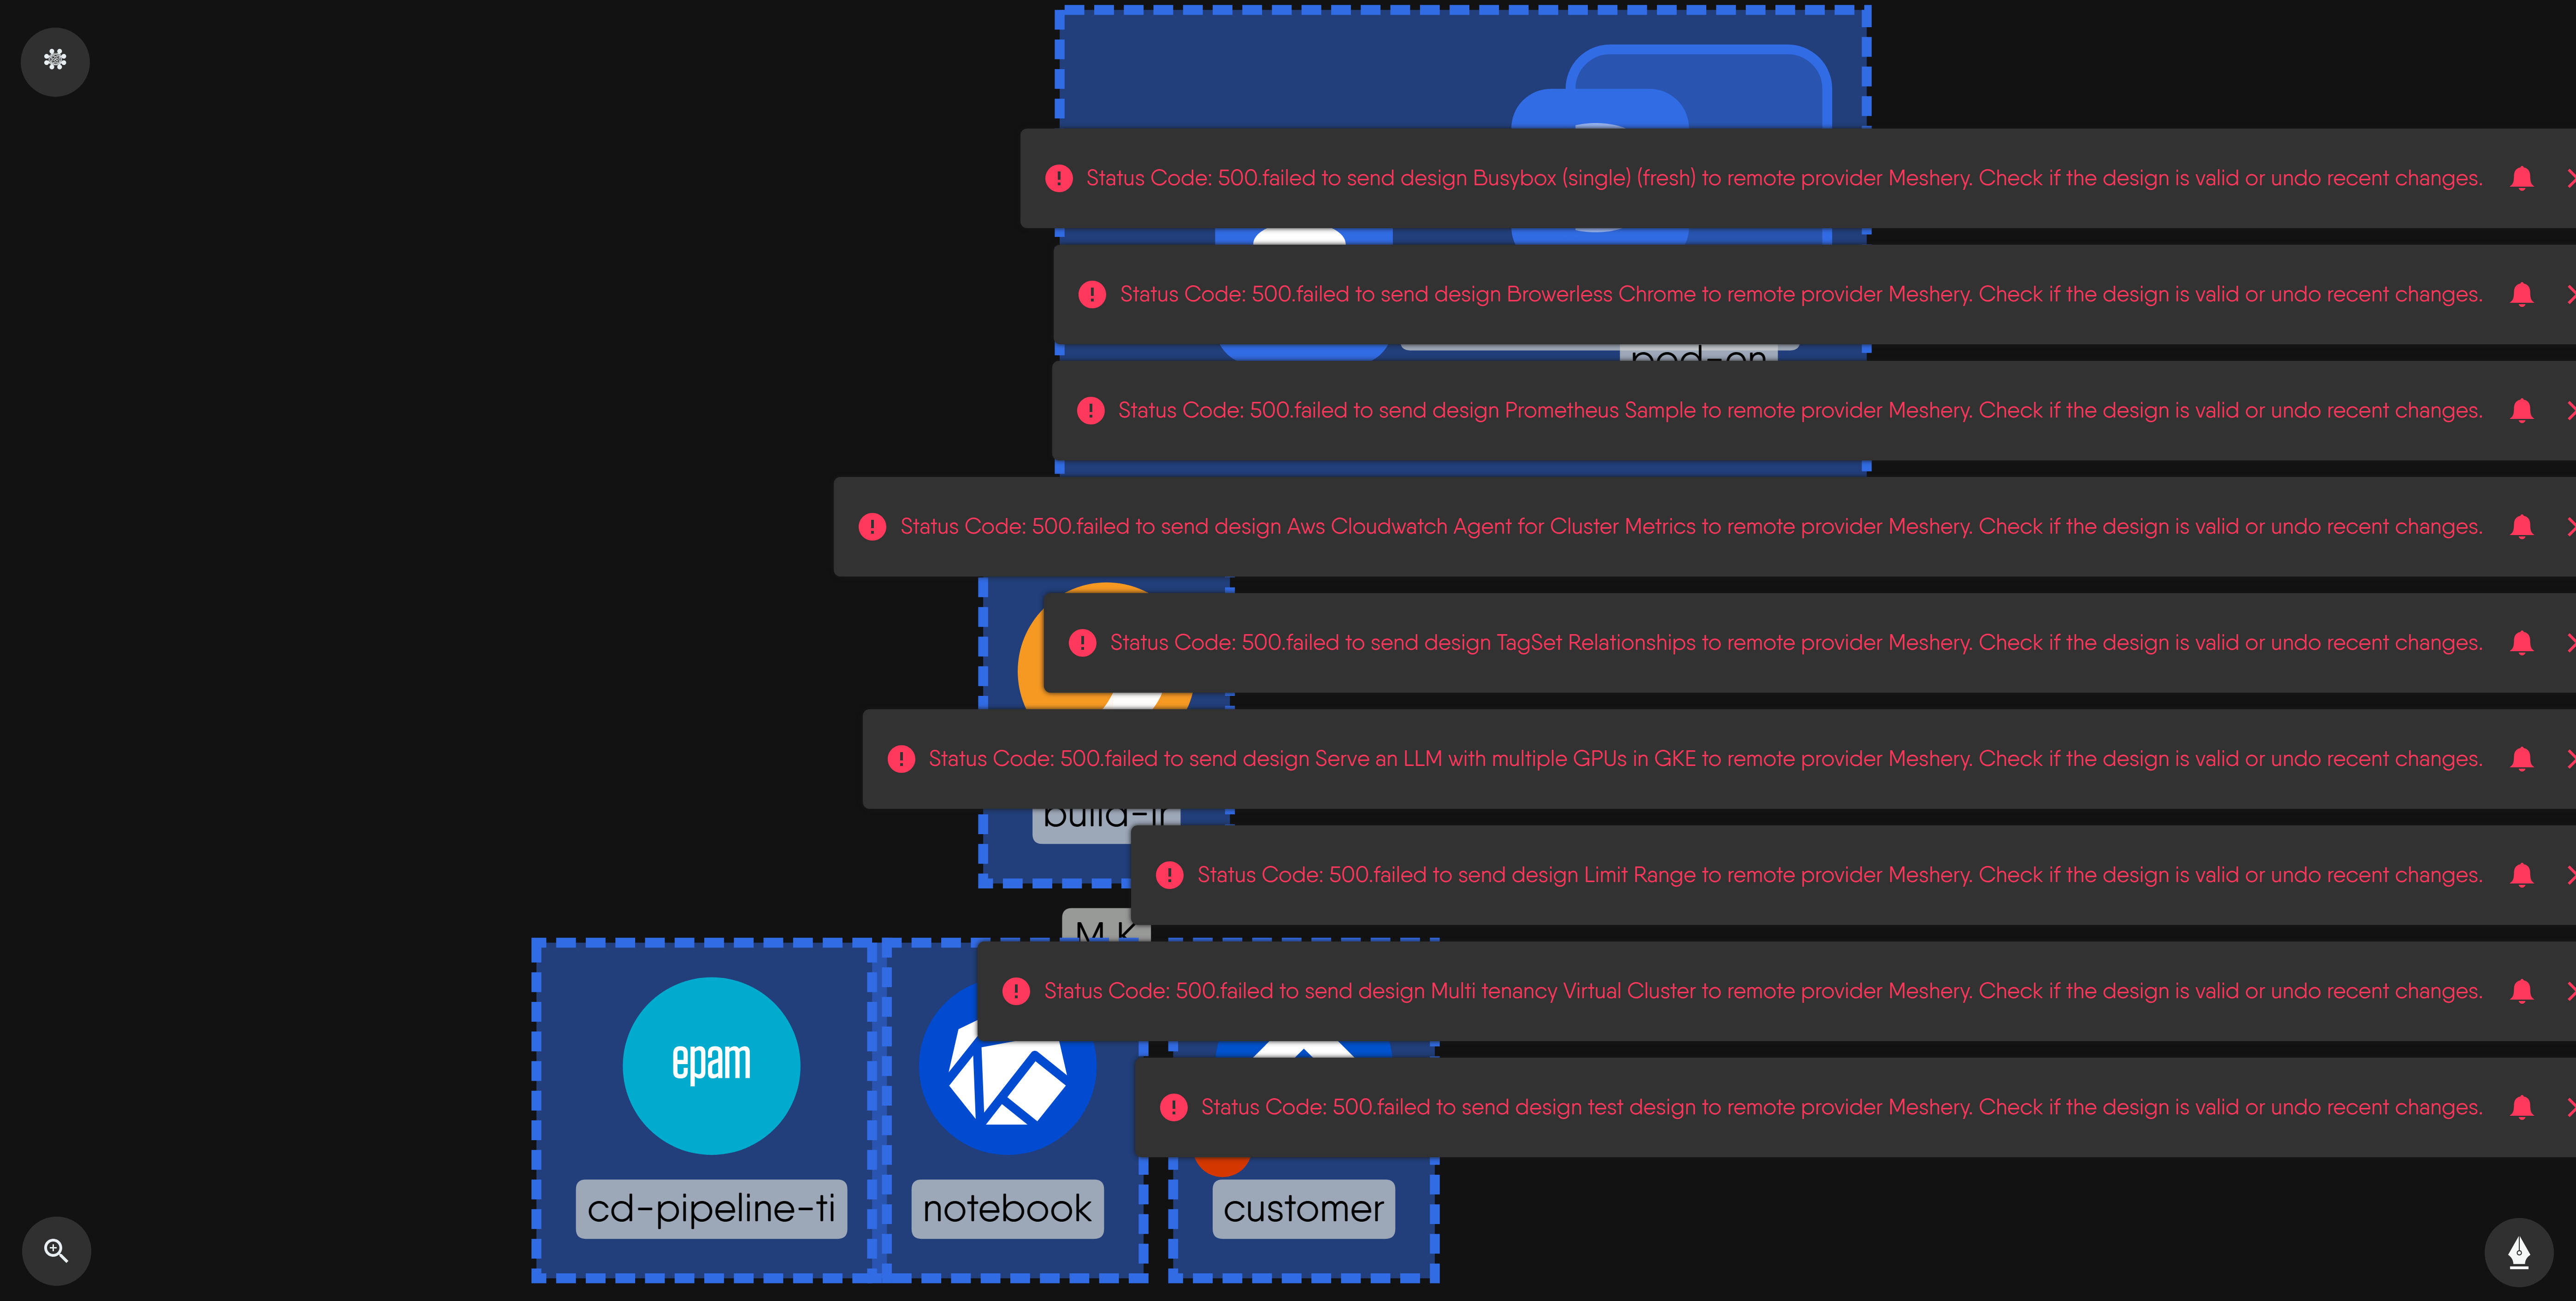 Status Code: 500.failed to send design Busybox (single) (fresh) to remote provider Meshery. Check if the design is valid or undo recent changes.
Status Code: 500.failed to send design Browerless Chrome to remote provider Meshery. Check if the design is valid or undo recent changes.
pod-en
Status Code: 500.failed to send design Prometheus Sample to remote provider Meshery. Check if the design is valid or undo recent changes.
Status Code: 500.failed to send design Aws Cloudwatch Agent for Cluster Metrics to remote provider Meshery. Check if the design is valid or undo recent changes.
Status Code: 500.failed to send design TagSet Relationships to remote provider Meshery. Check if the design is valid or undo recent changes.
Status Code: 500.failed to send design Serve an LLM with multiple GPUs in GKE to remote provider Meshery. Check if the design is valid or undo recent changes.
Status Code: 500.failed to send design Limit Range to remote provider Meshery. Check if the design is valid or undo recent changes.
M K
Status Code: 500.failed to send design Multi tenancy Virtual Cluster to remote provider Meshery. Check if the design is valid or undo recent changes.
epam
Status Code: 500.failed to send design test design to remote provider Meshery. Check if the design is valid or undo recent changes.
cd-pipeline-ti
notebook
customer